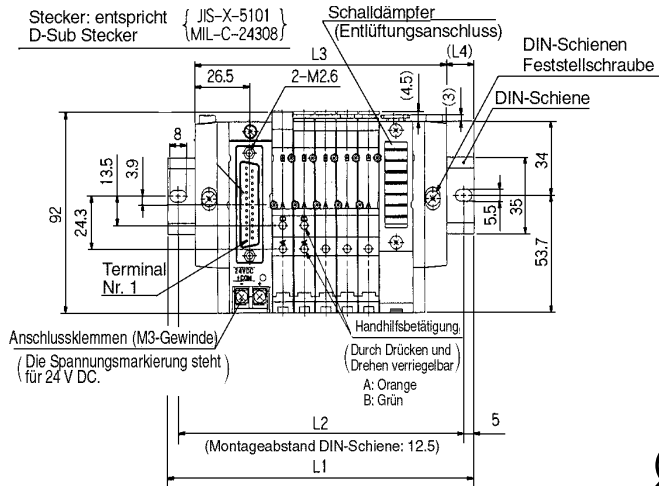 Stecker: entspricht JIS-X-5101
D-Sub Stecker MIL-C-24308
Schalldämpfer
(Entlüftungsanschluss)
L3
(L4)
DIN-Schienen
Feststellschraube
DIN-Schiene
26.5
2-M2.6
(4.5)
(3)
8
13.5
3.9
92
24.3
34
5.5
35
53.7
Terminal
Nr. 1
Anschlussklemmen (M3-Gewinde)
(Die Spannungsmarkierung steht
für 24 V DC.)
Handhilfsbetätigung
(Durch Drücken und
Drehen verriegelbar)
A: Orange
B: Grün
L2
5
(Montageabstand DIN-Schiene: 12.5)
L1